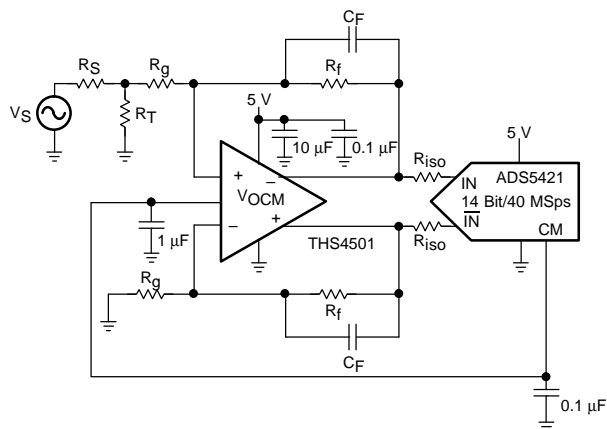 CF
RS
Rg
Rf
VS
RT
5 V
10 µF
0.1 µF
5 V
Riso
IN
ADS5421
14 Bit/40 MSps
IN
CM
+
−
VOCM
−
+
1 µF
THS4501
Riso
Rg
Rf
CF
0.1 µF